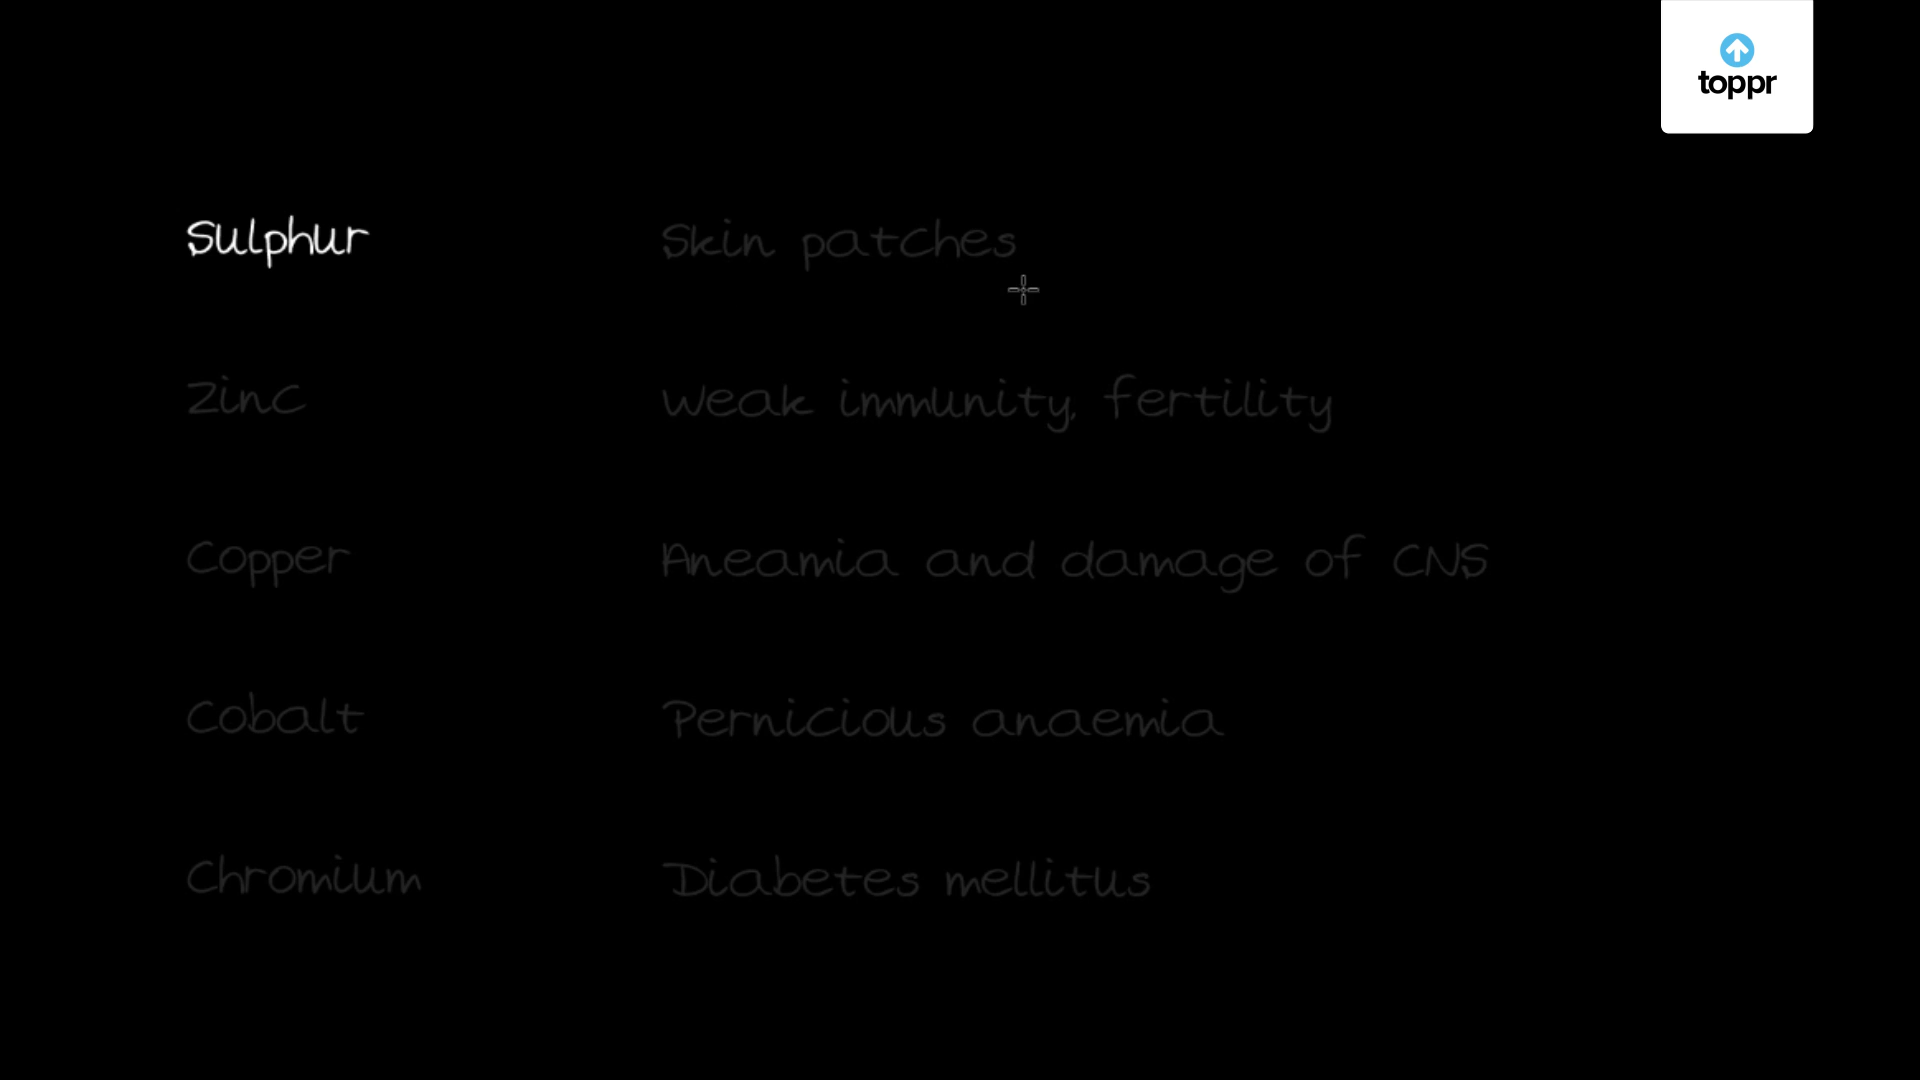 toppr
Sulphur Skin patches
Zinc Weak immunity, fertility
Copper Aneamia and damage of CNS
Cobalt Pernicious anaemia
Chromium Diabetes mellitus